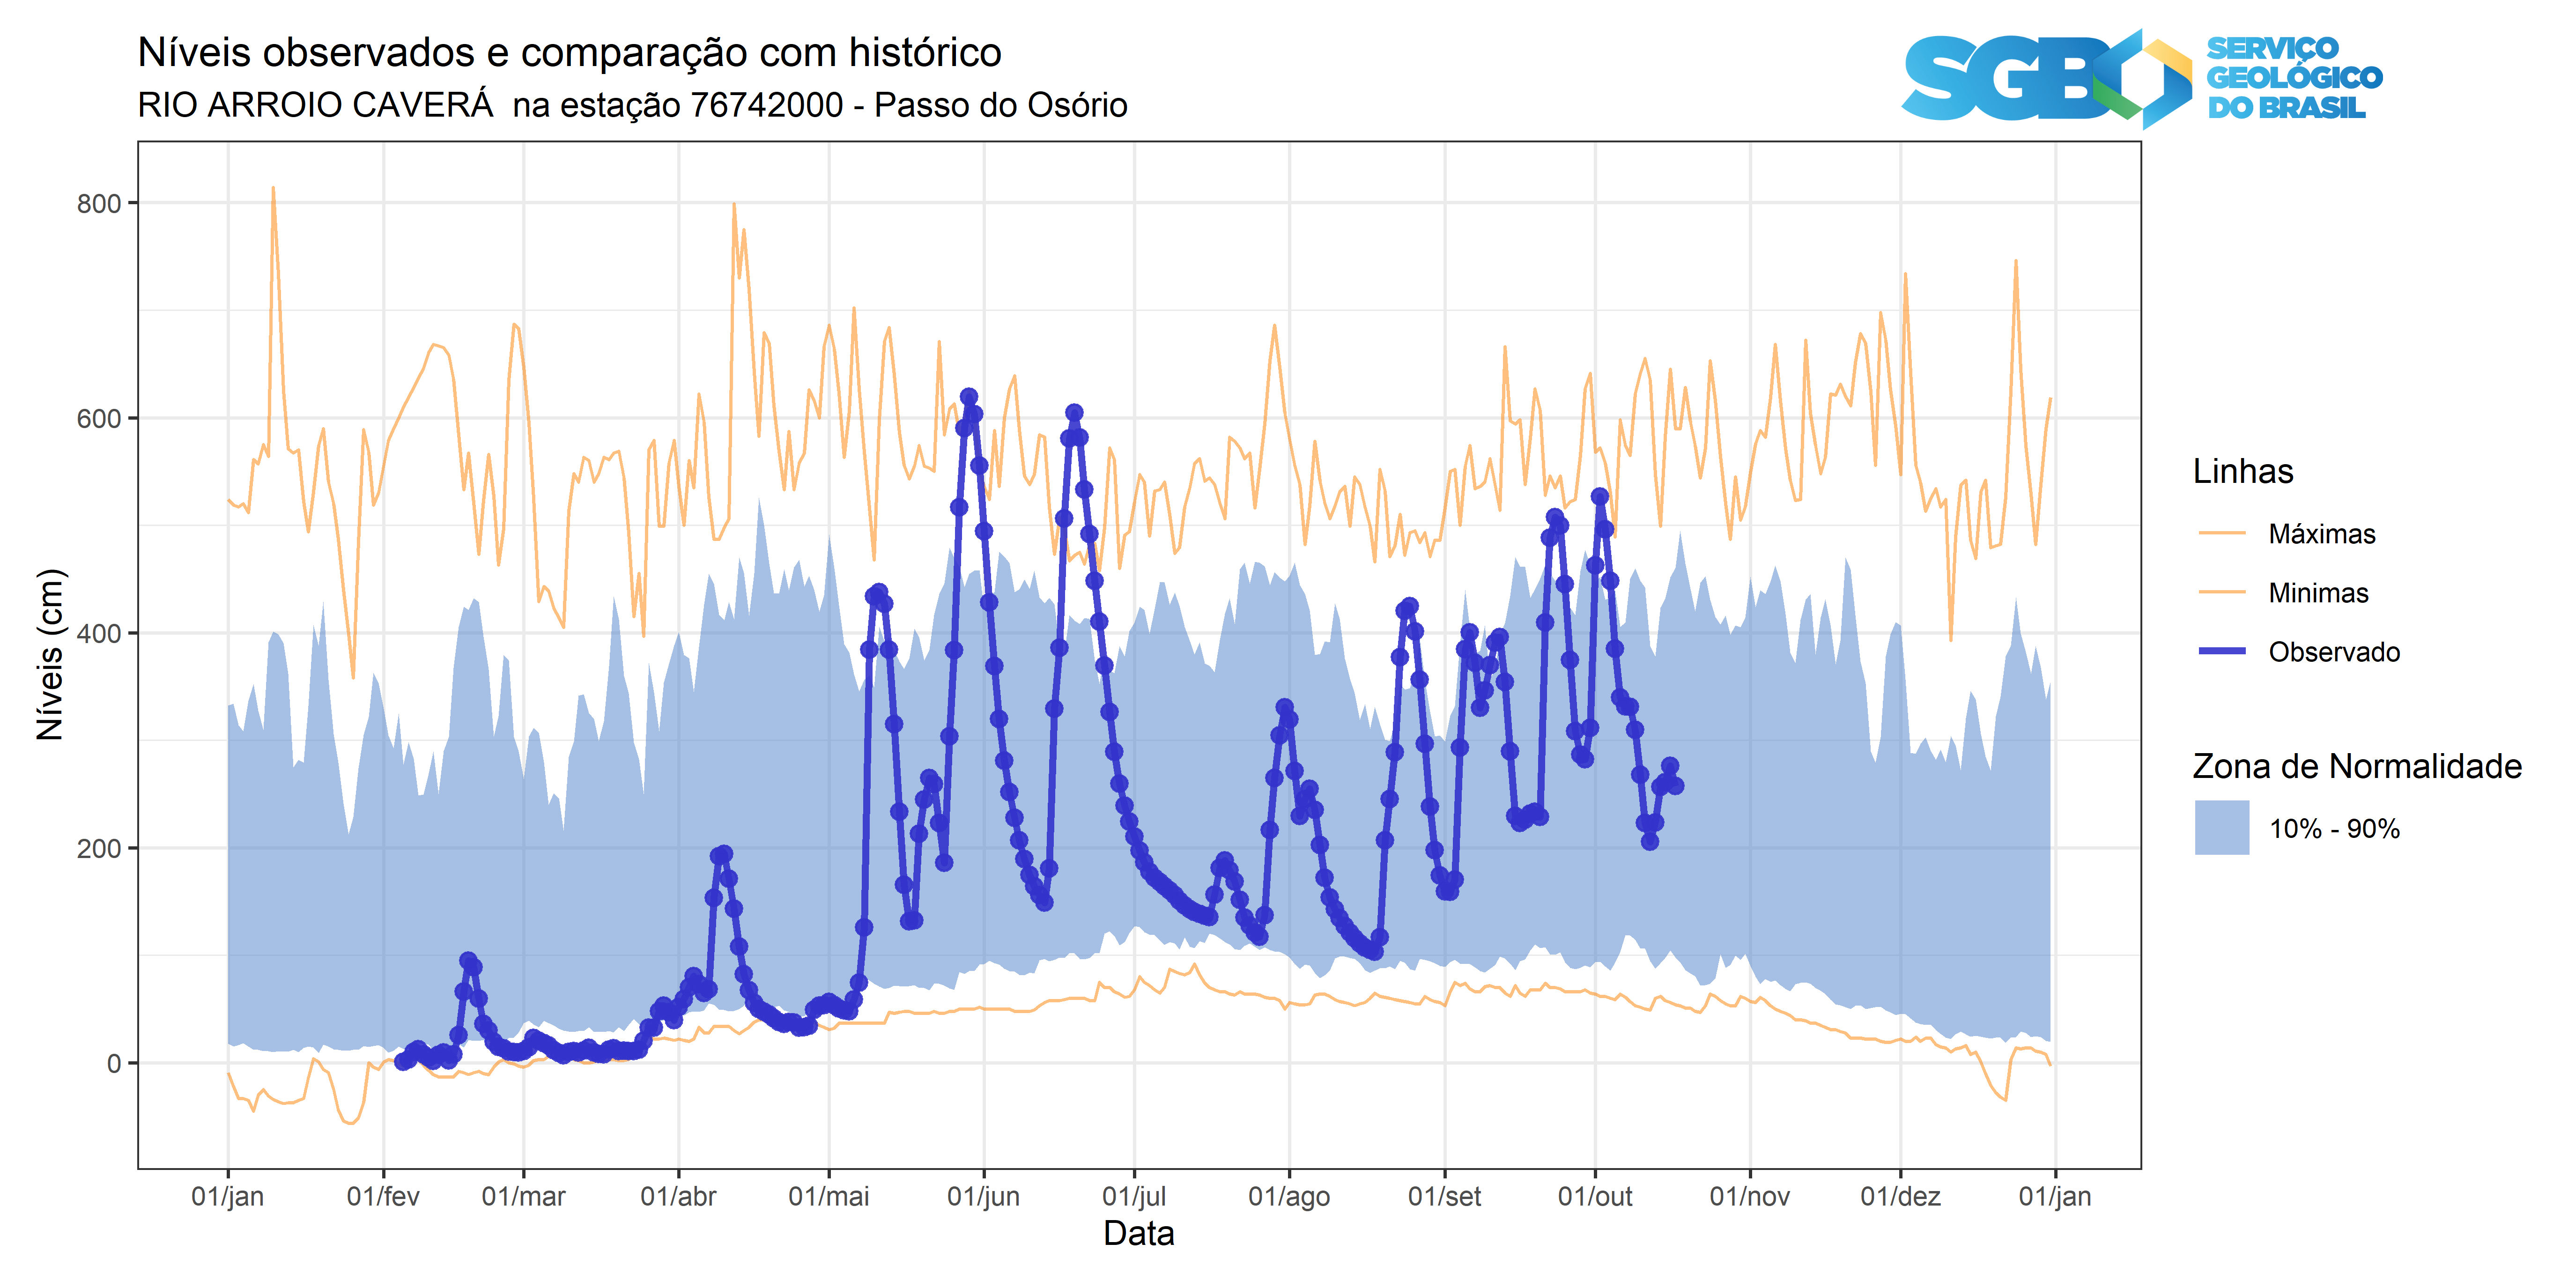 Níveis observados e comparação com histórico
RIO ARROIO CAVERÁ  na estação 76742000 - Passo do Osório
SGB
SERVIÇO
GEOLÓGICO
DO BRASIL
Níveis (cm)
800
600
400
200
0
01/jan
01/fev
01/mar
01/abr
01/mai
01/jun
01/jul
01/ago
01/set
01/out
01/nov
01/dez
01/jan
Data
Linhas
Máximas
Minimas
Observado
Zona de Normalidade
10% - 90%